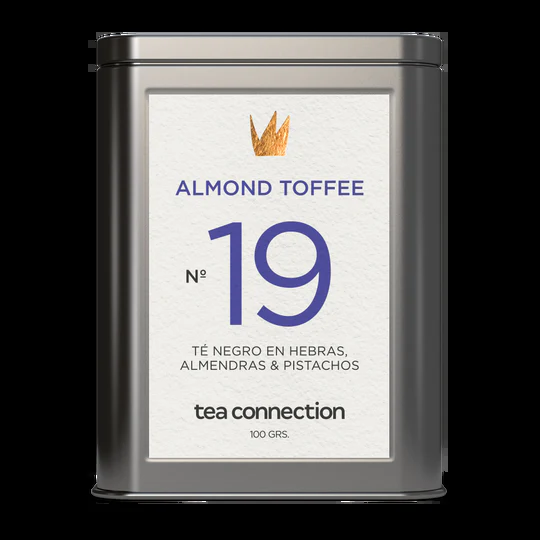 ALMOND TOFFEE
Nº 19
TÉ NEGRO EN HEBRAS,
ALMENDRAS & PISTACHOS
tea connection
100 GRS.